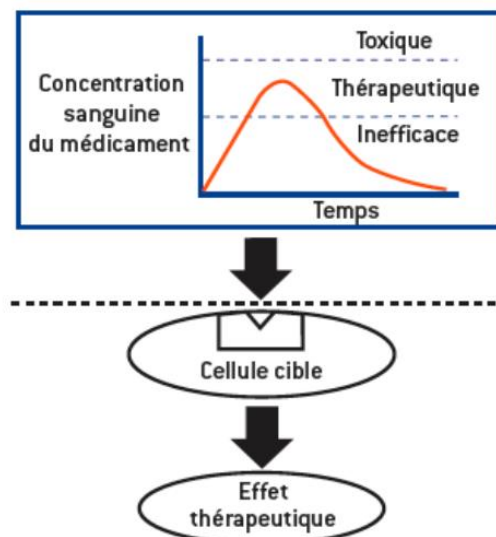 Toxique
Concentration
sanguine
du médicament
Thérapeutique
Inefficace
Temps
Cellule cible
Effet
thérapeutique